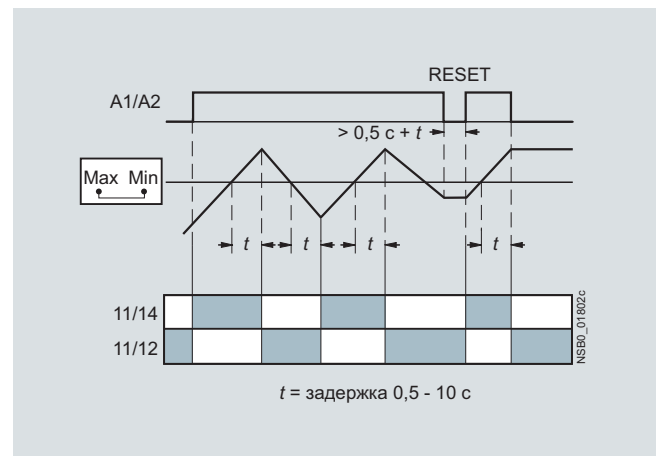 RESET
A1/A2
> 0,5 c + t
Max Min
t t t t
11/14
11/12
NSB0_01802c
t = задержка 0,5 - 10 с